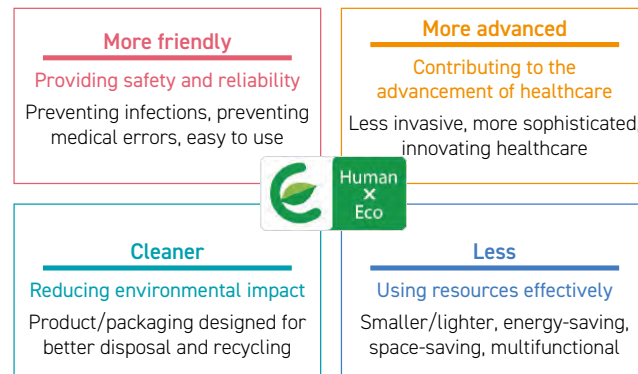 More friendly
Providing safety and reliability
Preventing infections, preventing
medical errors, easy to use
More advanced
Contributing to the
advancement of healthcare
Less invasive, more sophisticated,
innovating healthcare
Human
×
Eco
Cleaner
Reducing environmental impact
Product/packaging designed for
better disposal and recycling
Less
Using resources effectively
Smaller/lighter, energy-saving,
space-saving, multifunctional